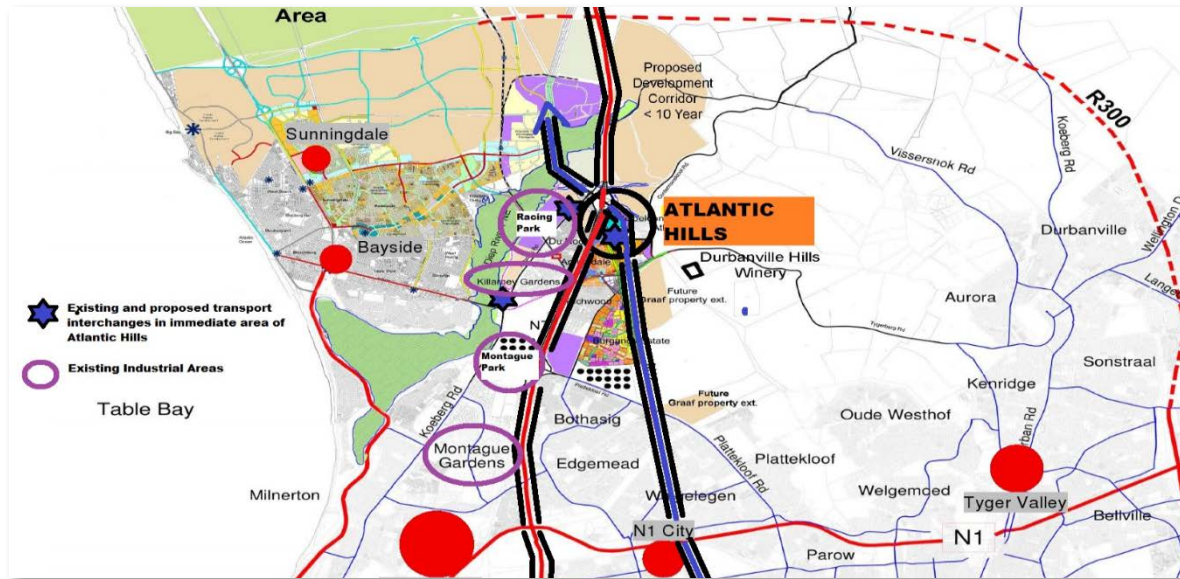 Area
Proposed
Development
Corridor
< 10 Year
R300
Koeberg Rd
Vissershok Rd
Sunningdale
Racing
Park
ATLANTIC
HILLS
Durbanville
Bayside
Killarney Gardens
Durbanville Hills
Winery
Future
Graaf property ext.
Aurora
Tygerberg Rd
Existing and proposed transport
interchanges in immediate area of
Atlantic Hills
N7
Sonstraal
Existing Industrial Areas
Montague
Park
Kenridge
Table Bay
Koeberg Rd
Future
Graaf property ext.
Bothasig
Oude Westhof
Plattekloof Rd
Montague
Gardens
Edgemead
Plattekloof
Welgemoed
Milnerton
Tyger Valley
N1 City
N1
Bellville
Parow